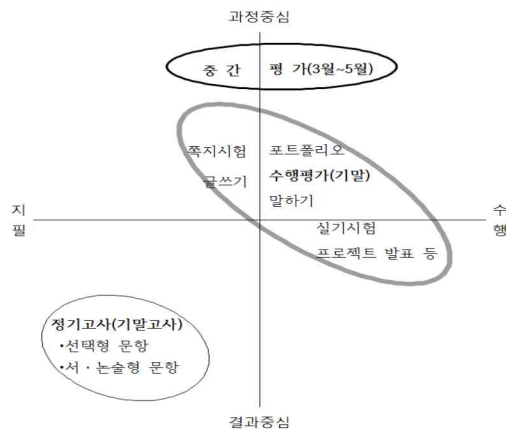 과정중심
중 간 평 가(3월~5월)
쪽지시험 포트폴리오
글쓰기 수행평가(기말)
말하기
지필 수행
실기시험
프로젝트 발표 등
정기고사(기말고사)
•선택형 문항
•서 · 논술형 문항
결과중심